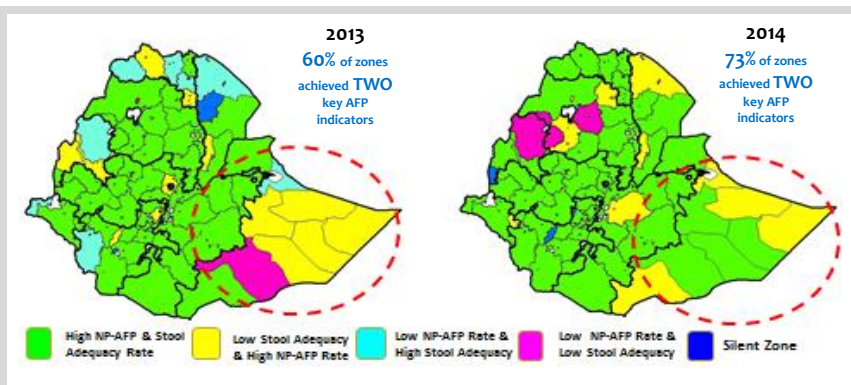 2013
60% of zones
achieved TWO
key AFP
indicators
2014
73% of zones
achieved TWO
key AFP
indicators
High NP-AFP & Stool
Adequacy Rate
Low Stool Adequacy
& High NP-AFP Rate
Low NP-AFP Rate &
High Stool Adequacy
Low NP-AFP Rate &
Low Stool Adequacy
Silent Zone